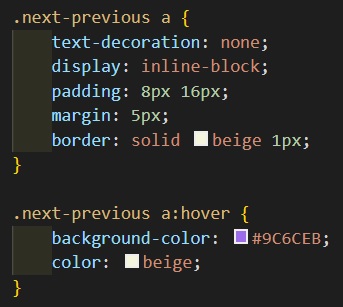 .next-previous a {
    text-decoration: none;
    display: inline-block;
    padding: 8px 16px;
    margin: 5px;
    border: solid beige 1px;
}

.next-previous a:hover {
    background-color: #9C6CEB;
    color: beige;
}